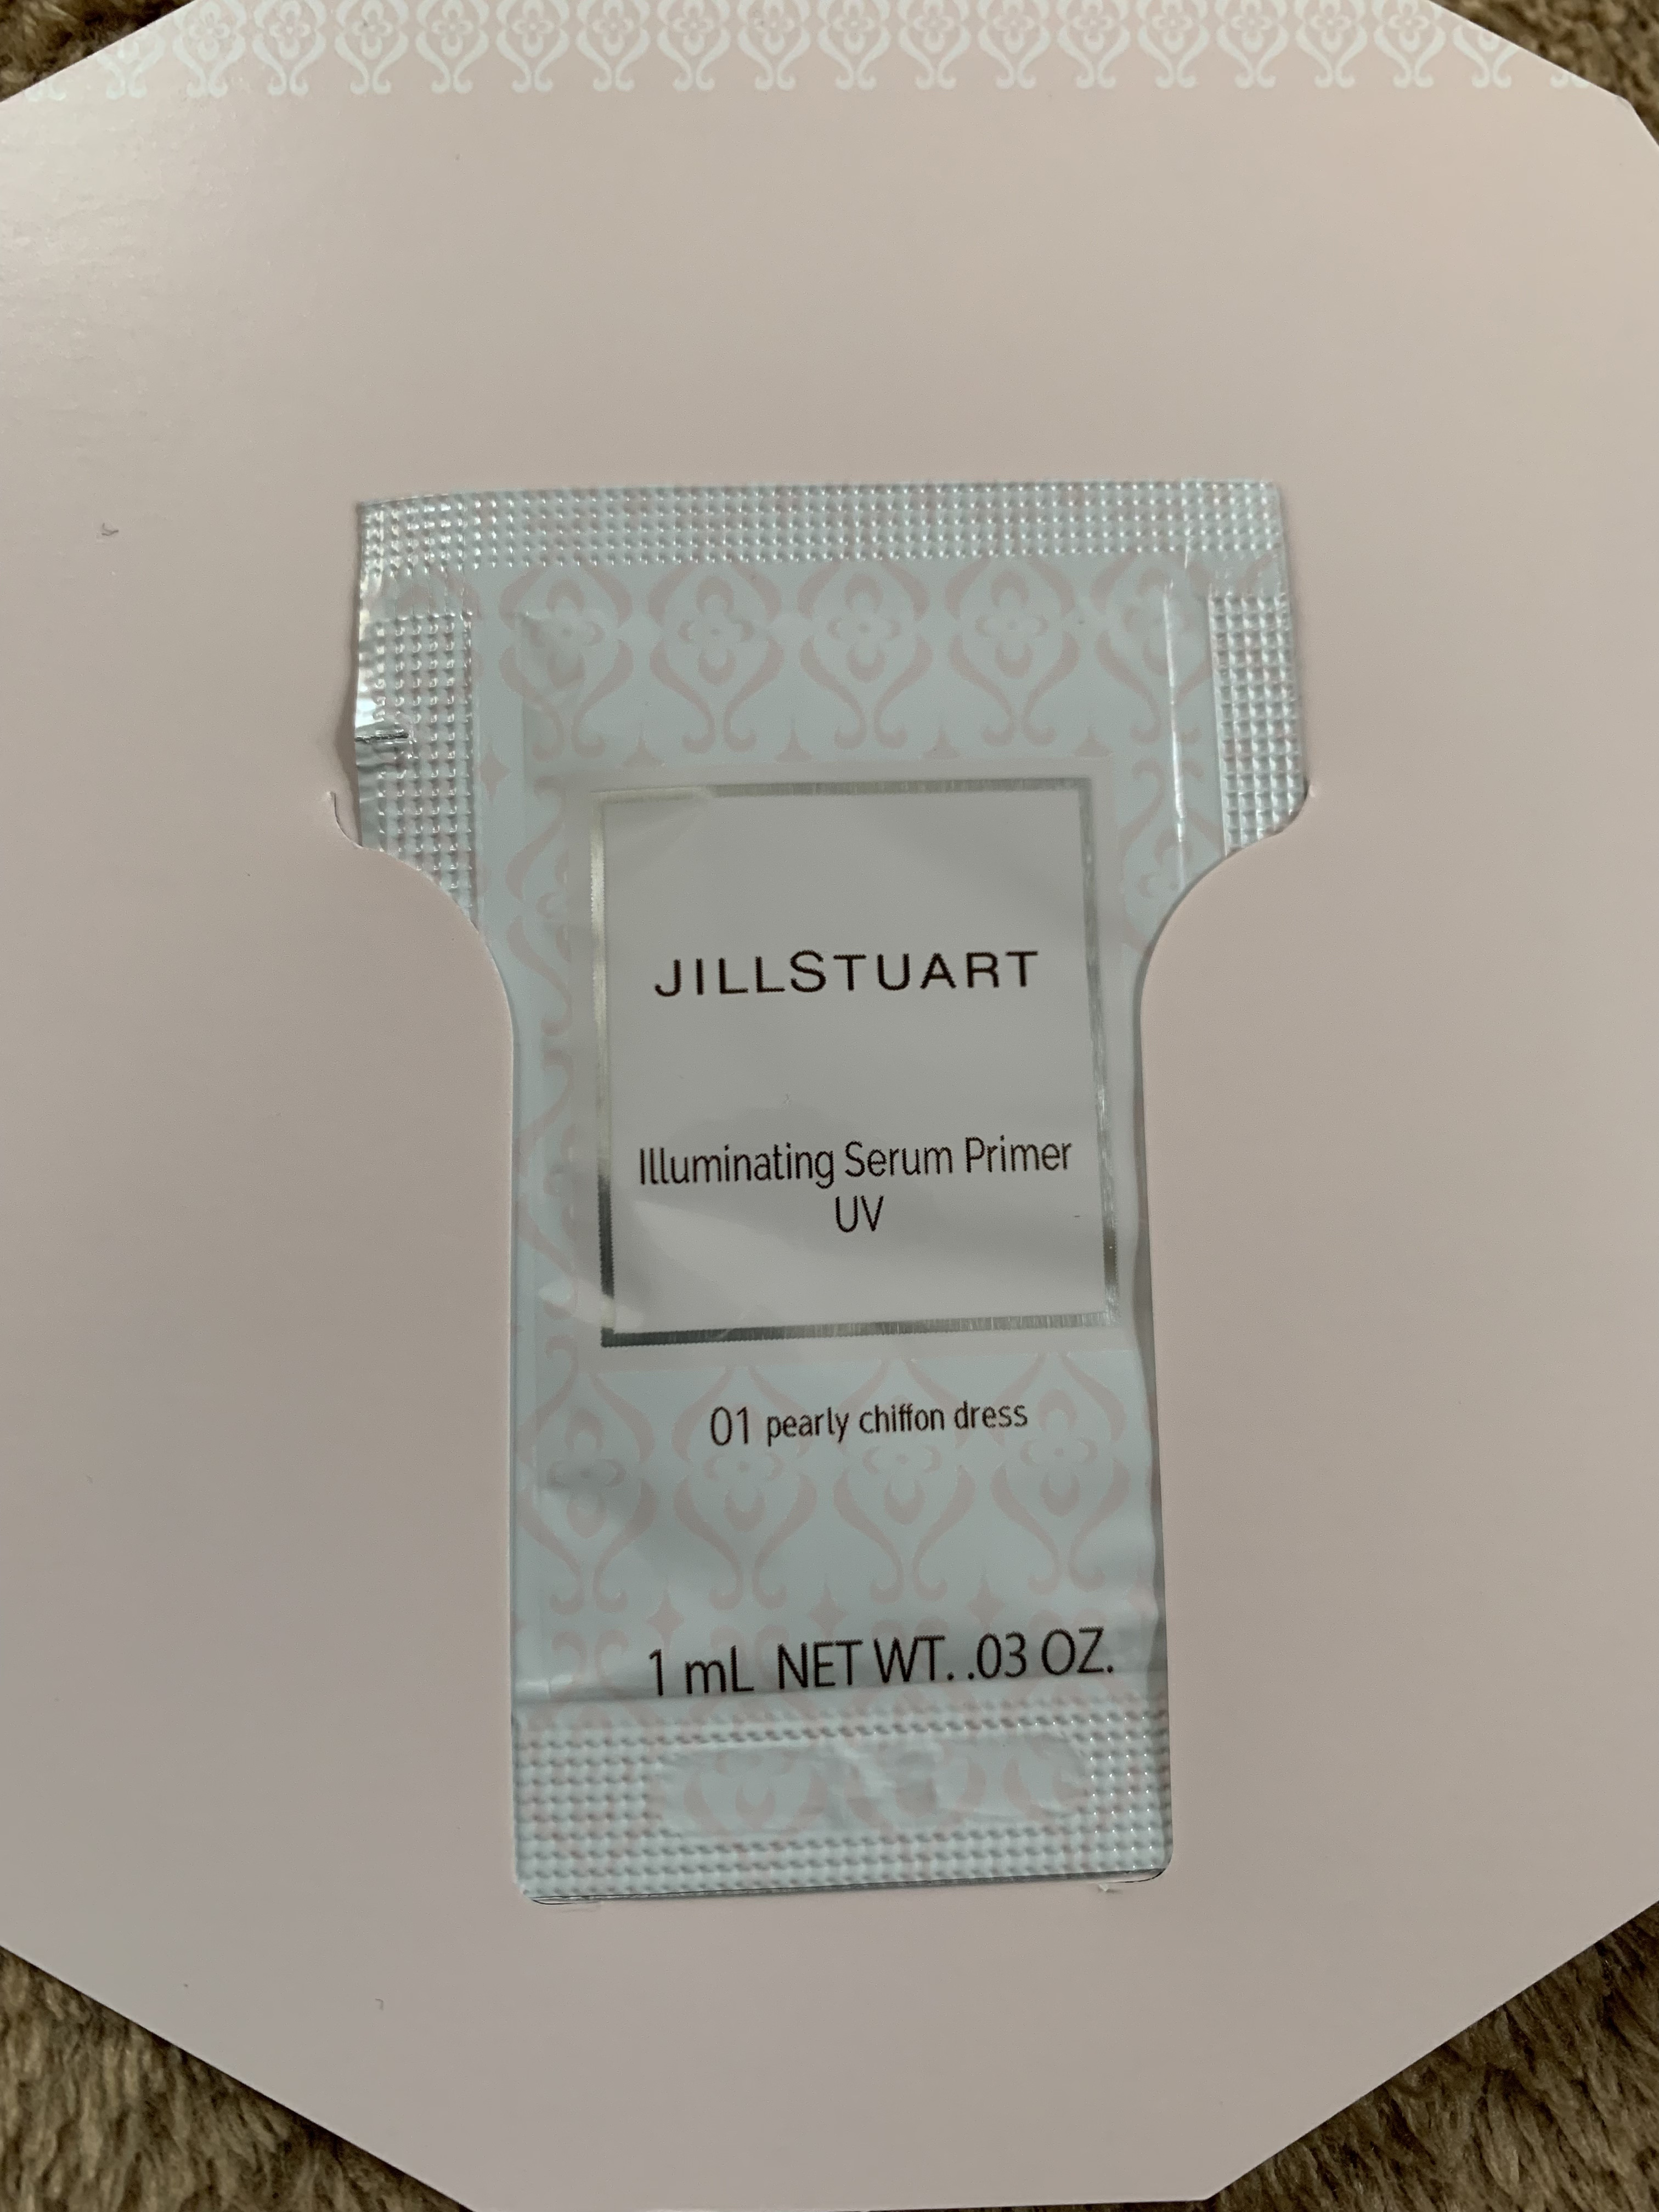 JILLSTUART
Illuminating Serum Primer
UV
01 pearly chiffon dress
1 mL NET WT. .03 OZ.